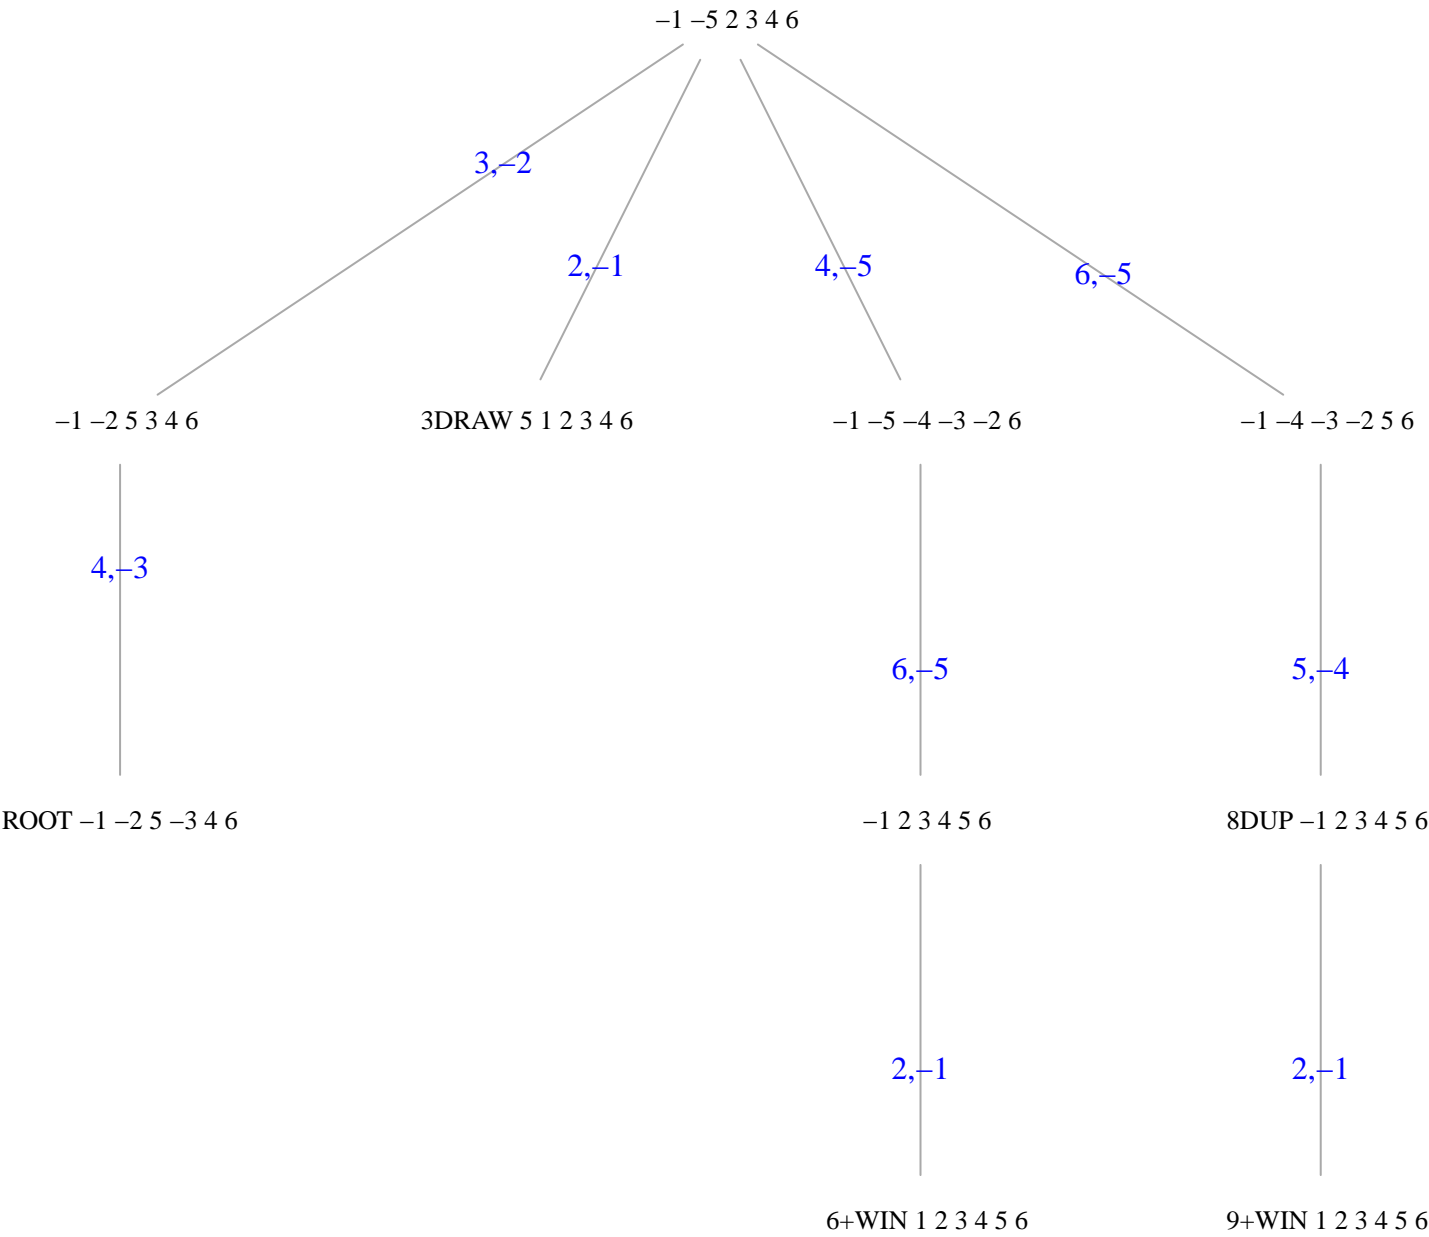 –1 –5 2 3 4 6
3,–2
2,–1
4,–5
6,–5
–1 –2 5 3 4 6
3DRAW 5 1 2 3 4 6
–1 –5 –4 –3 –2 6
–1 –4 –3 –2 5 6
4,–3
6,–5
5,–4
ROOT –1 –2 5 –3 4 6
–1 2 3 4 5 6
8DUP –1 2 3 4 5 6
2,–1
2,–1
6+WIN 1 2 3 4 5 6
9+WIN 1 2 3 4 5 6